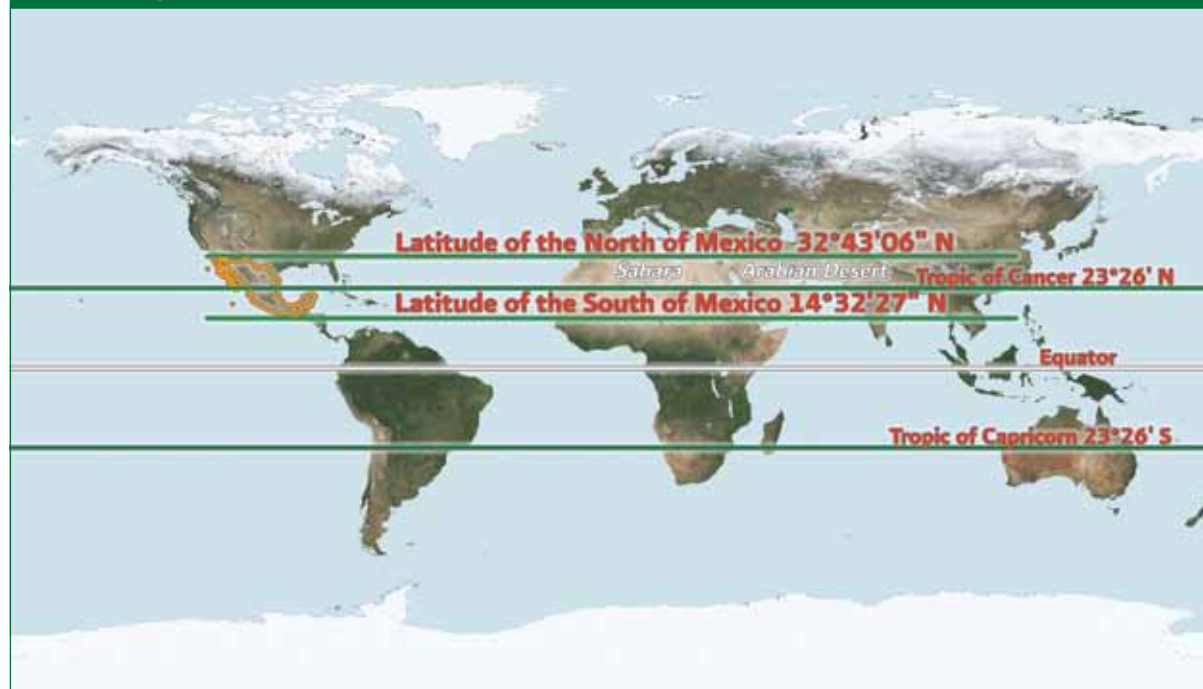 Latitude of the North of Mexico 32°43'06" N
Sahara Arabian Desert
Tropic of Cancer 23°26' N
Latitude of the South of Mexico 14°32'27" N
Equator
Tropic of Capricorn 23°26' S